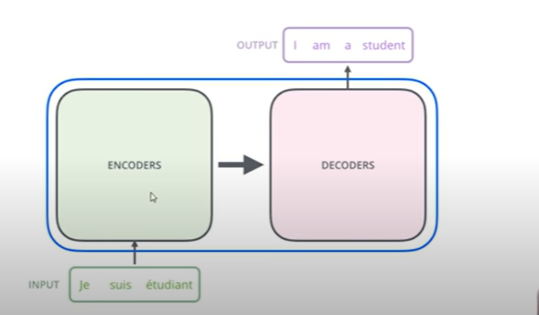 OUTPUT I am a student
ENCODERS DECODERS
INPUT Je suis étudiant